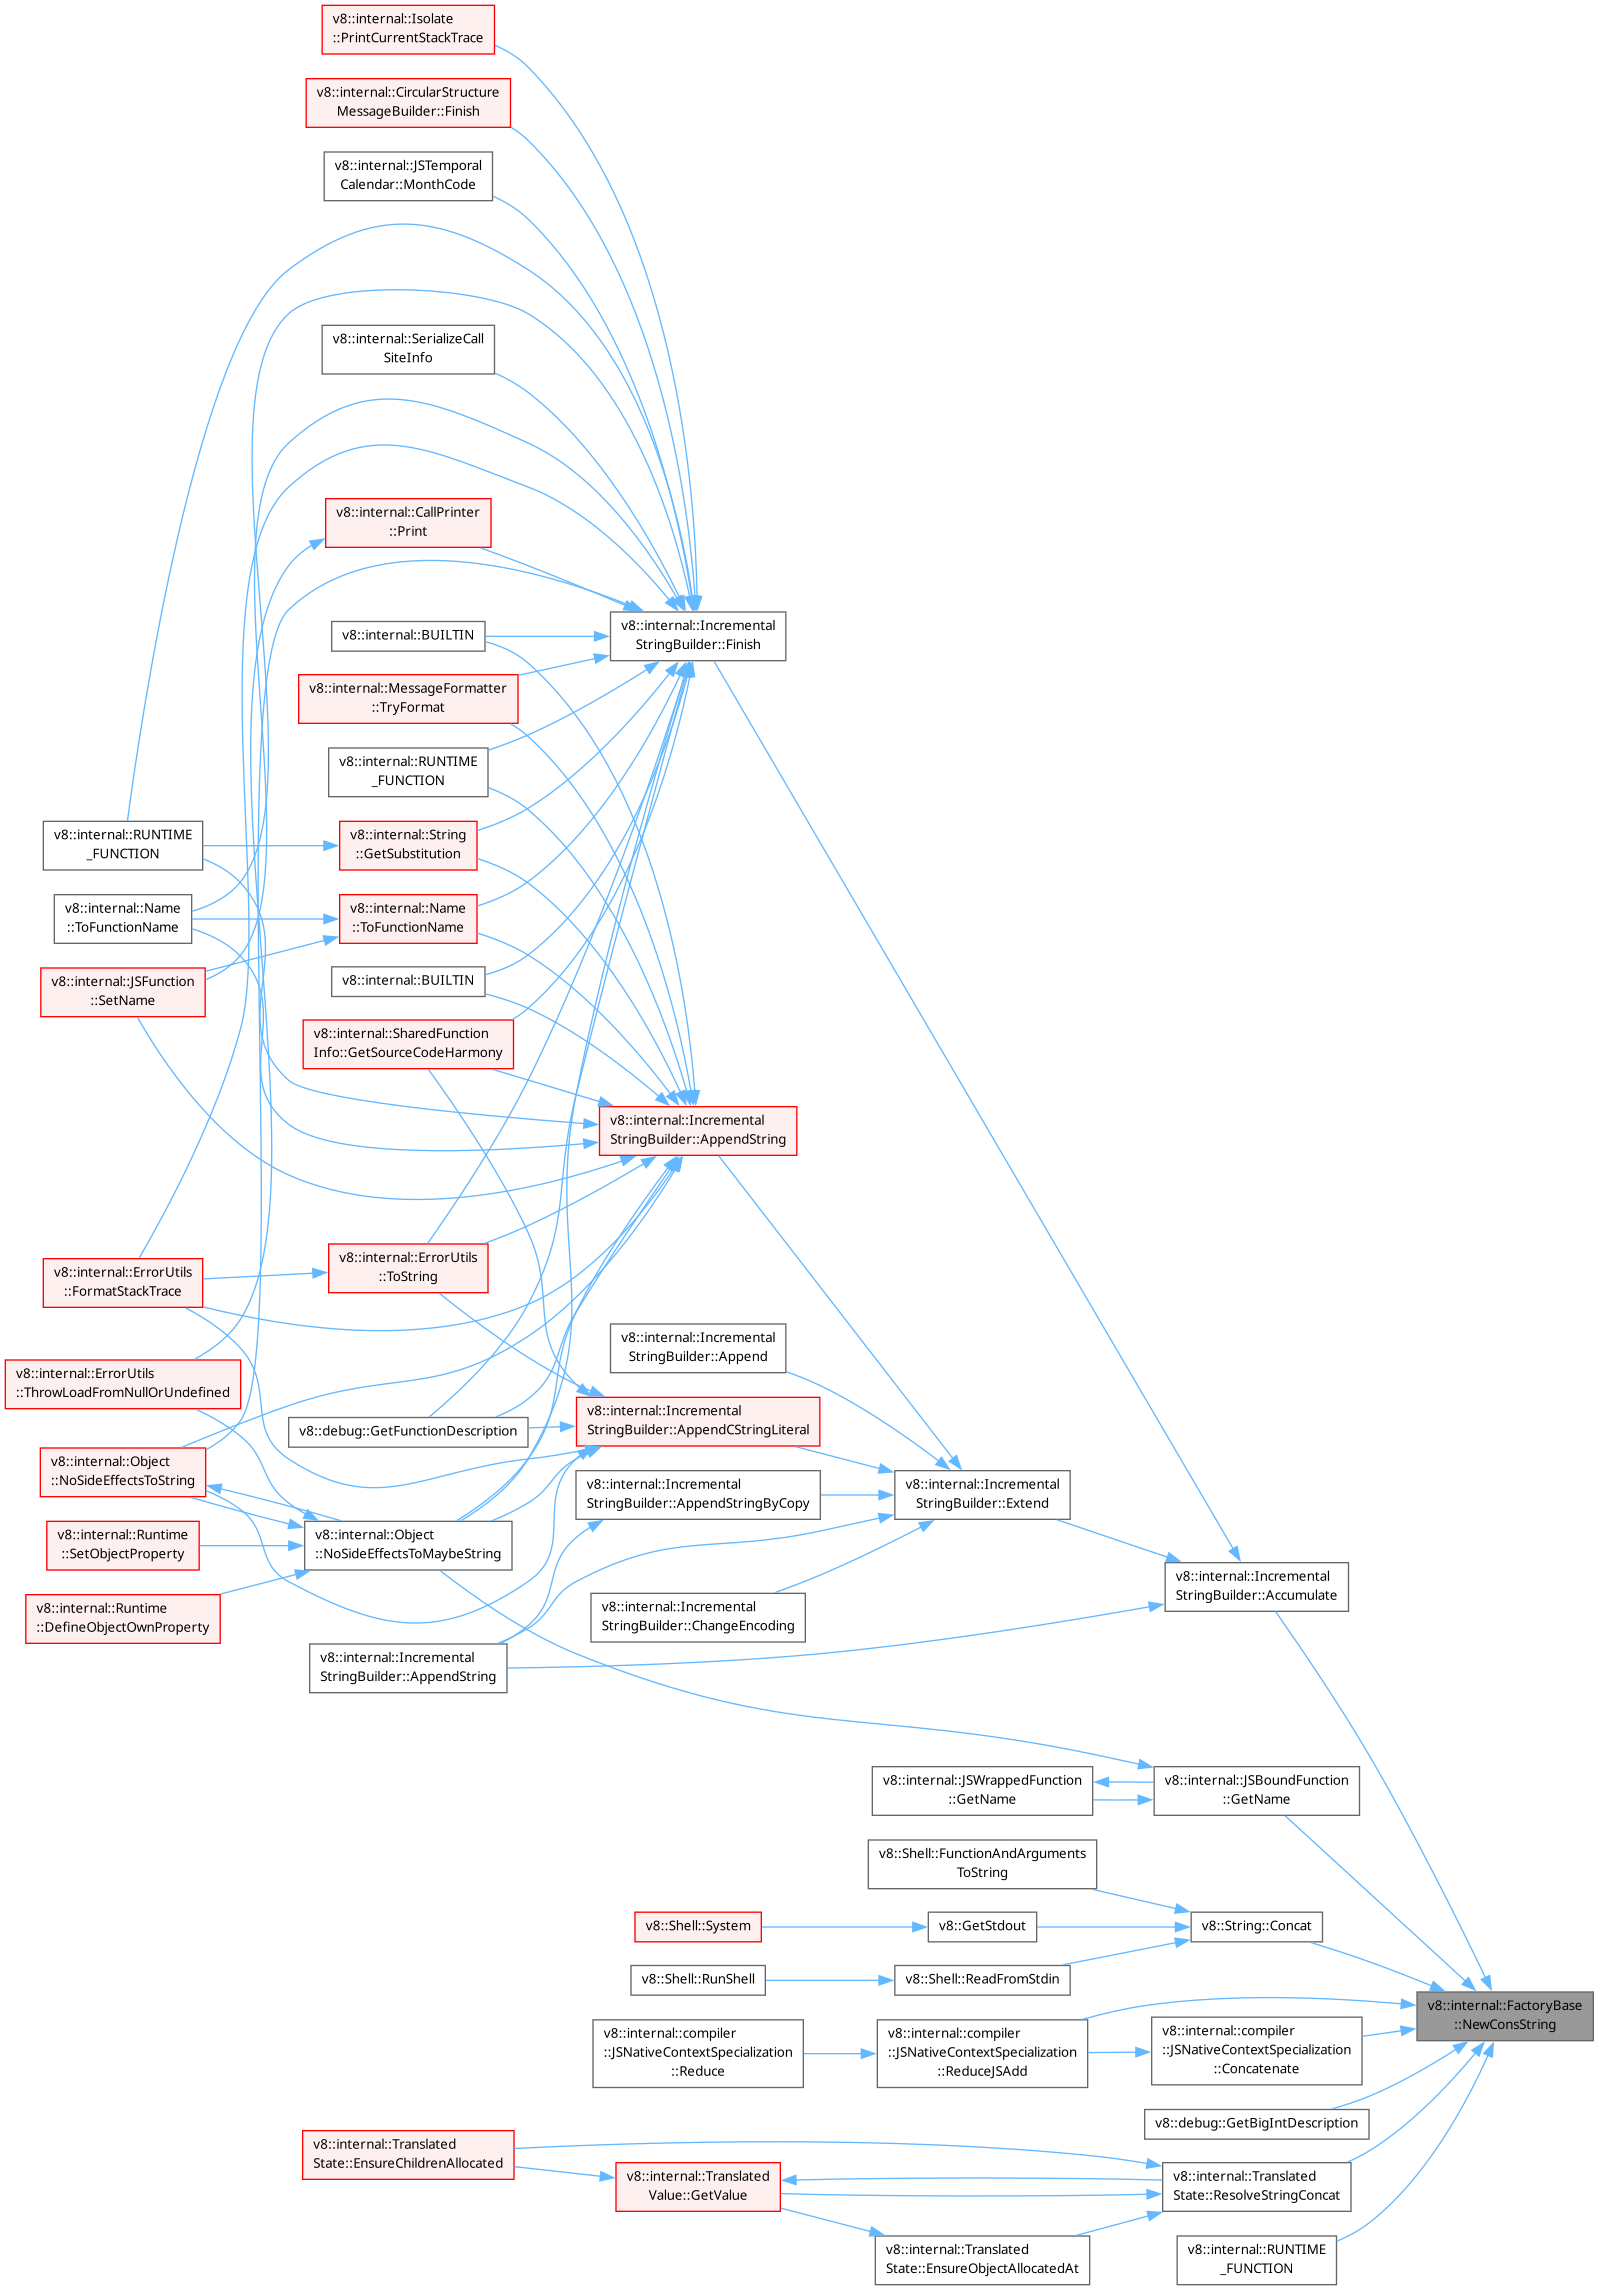 v8::internal::Isolate
::PrintCurrentStackTrace
v8::internal::CircularStructure
MessageBuilder::Finish
v8::internal::JSTemporal
Calendar::MonthCode
v8::internal::SerializeCall
SiteInfo
v8::internal::CallPrinter
::Print
v8::internal::BUILTIN
v8::internal::Incremental
StringBuilder::Finish
v8::internal::MessageFormatter
::TryFormat
v8::internal::RUNTIME
_FUNCTION
v8::internal::RUNTIME
_FUNCTION
v8::internal::String
::GetSubstitution
v8::internal::Name
::ToFunctionName
v8::internal::Name
::ToFunctionName
v8::internal::JSFunction
::SetName
v8::internal::BUILTIN
v8::internal::SharedFunction
Info::GetSourceCodeHarmony
v8::internal::Incremental
StringBuilder::AppendString
v8::internal::ErrorUtils
::FormatStackTrace
v8::internal::ErrorUtils
::ToString
v8::internal::Incremental
StringBuilder::Append
v8::internal::ErrorUtils
::ThrowLoadFromNullOrUndefined
v8::debug::GetFunctionDescription
v8::internal::Incremental
StringBuilder::AppendCStringLiteral
v8::internal::Object
::NoSideEffectsToString
v8::internal::Incremental
StringBuilder::AppendStringByCopy
v8::internal::Incremental
StringBuilder::Extend
v8::internal::Runtime
::SetObjectProperty
v8::internal::Object
::NoSideEffectsToMaybeString
v8::internal::Runtime
::DefineObjectOwnProperty
v8::internal::Incremental
StringBuilder::ChangeEncoding
v8::internal::Incremental
StringBuilder::Accumulate
v8::internal::Incremental
StringBuilder::AppendString
v8::internal::JSWrappedFunction
::GetName
v8::internal::JSBoundFunction
::GetName
v8::Shell::FunctionAndArguments
ToString
v8::Shell::System
v8::GetStdout
v8::String::Concat
v8::Shell::RunShell
v8::Shell::ReadFromStdin
v8::internal::FactoryBase
::NewConsString
v8::internal::compiler
::JSNativeContextSpecialization
::Reduce
v8::internal::compiler
::JSNativeContextSpecialization
::ReduceJSAdd
v8::internal::compiler
::JSNativeContextSpecialization
::Concatenate
v8::debug::GetBigIntDescription
v8::internal::Translated
State::EnsureChildrenAllocated
v8::internal::Translated
Value::GetValue
v8::internal::Translated
State::ResolveStringConcat
v8::internal::Translated
State::EnsureObjectAllocatedAt
v8::internal::RUNTIME
_FUNCTION